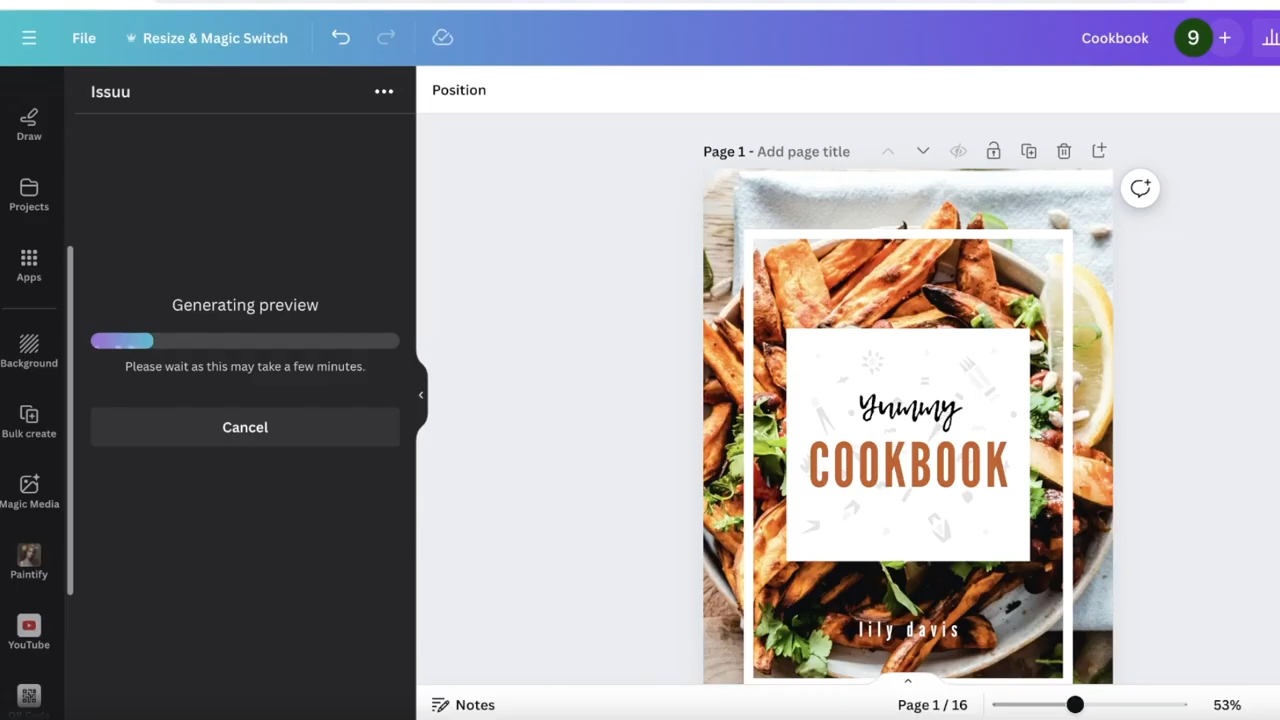 File
Resize & Magic Switch
Cookbook
9
Issuu
Position
Draw
Projects
Apps
Background
Bulk create
Magic Media
Paintify
YouTube
Generating preview
Please wait as this may take a few minutes.
Cancel
Page 1 - Add page title
yummy
COOKBOOK
lily davis
Notes
Page 1 / 16
53%